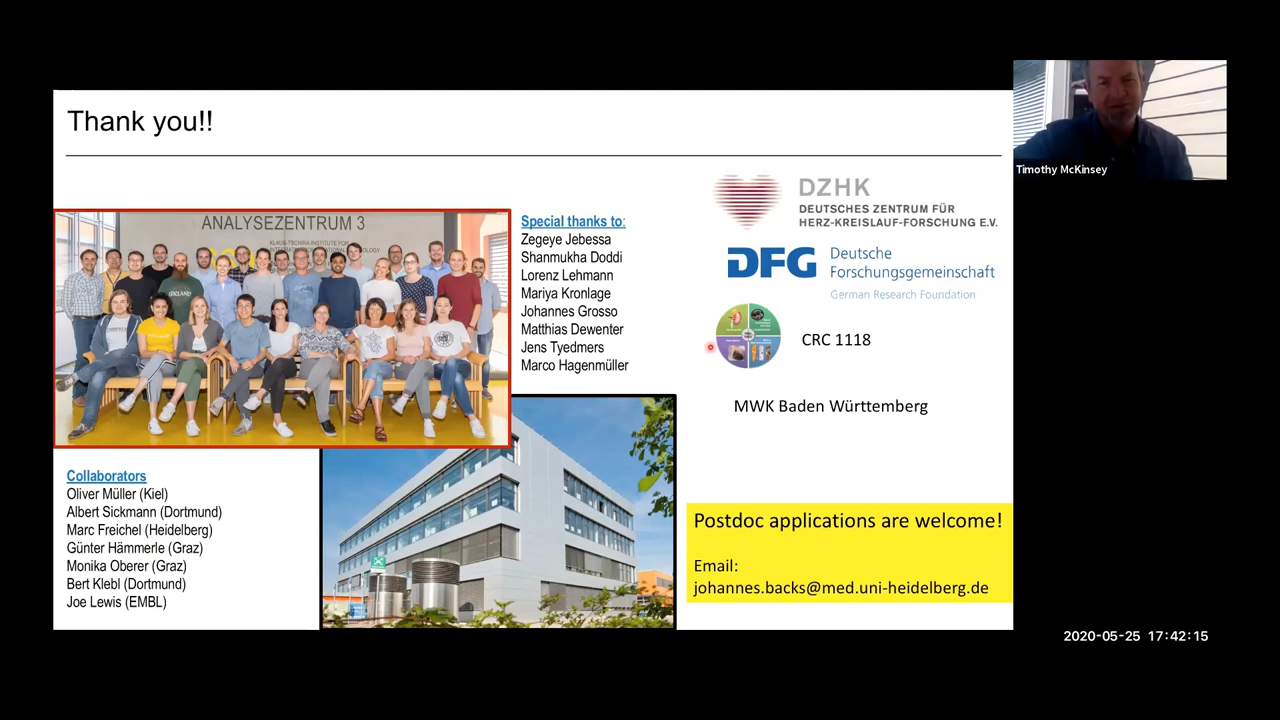 Thank you!!
Timothy McKinsey
ANALYSEZENTRUM 3
KLAUS-TSCHIRA-INSTITUTE FOR
Special thanks to:
Zegeye Jebessa
Shanmukha Doddi
Lorenz Lehmann
Mariya Kronlage
Johannes Grosso
Matthias Dewenter
Jens Tyedmers
Marco Hagenmüller
DZHK
DEUTSCHES ZENTRUM FÜR
HERZ-KREISLAUF-FORSCHUNG E.V.
DFG
Deutsche
Forschungsgemeinschaft
German Research Foundation
CRC 1118
MWK Baden Württemberg
Collaborators
Oliver Müller (Kiel)
Albert Sickmann (Dortmund)
Marc Freichel (Heidelberg)
Günter Hämmerle (Graz)
Monika Oberer (Graz)
Bert Klebl (Dortmund)
Joe Lewis (EMBL)
Postdoc applications are welcome!
Email:
johannes.backs@med.uni-heidelberg.de
2020-05-25 17:42:15